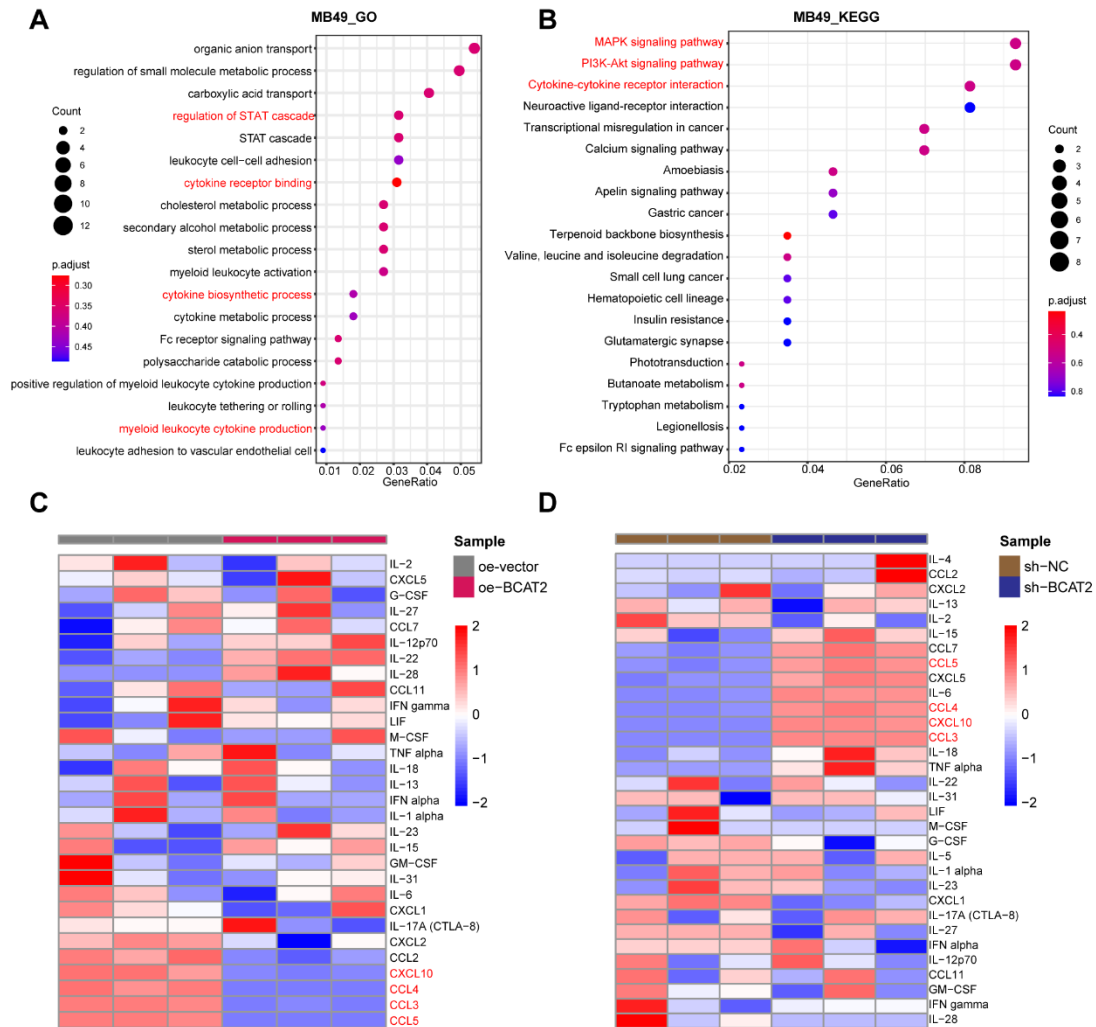 A
MB49_GO
organic anion transport
regulation of small molecule metabolic process
carboxylic acid transport
regulation of STAT cascade
STAT cascade
leukocyte cell−cell adhesion
cytokine receptor binding
cholesterol metabolic process
secondary alcohol metabolic process
sterol metabolic process
myeloid leukocyte activation
cytokine biosynthetic process
cytokine metabolic process
Fc receptor signaling pathway
polysaccharide catabolic process
positive regulation of myeloid leukocyte cytokine production
leukocyte tethering or rolling
myeloid leukocyte cytokine production
leukocyte adhesion to vascular endothelial cell
Count
2
4
6
8
10
12
p.adjust
0.30
0.35
0.40
0.45
0.01 0.02 0.03 0.04 0.05
GeneRatio
B
MB49_KEGG
MAPK signaling pathway
PI3K-Akt signaling pathway
Cytokine-cytokine receptor interaction
Neuroactive ligand-receptor interaction
Transcriptional misregulation in cancer
Calcium signaling pathway
Amoebiasis
Apelin signaling pathway
Gastric cancer
Terpenoid backbone biosynthesis
Valine, leucine and isoleucine degradation
Small cell lung cancer
Hematopoietic cell lineage
Insulin resistance
Glutamatergic synapse
Phototransduction
Butanoate metabolism
Tryptophan metabolism
Legionellosis
Fc epsilon RI signaling pathway
0.02 0.04 0.06 0.08
GeneRatio
Count
2
3
4
5
6
7
8
p.adjust
0.4
0.6
0.8
C
IL−2
CXCL5
G−CSF
IL−27
CCL7
IL−12p70
IL−22
IL−28
CCL11
IFN gamma
LIF
M−CSF
TNF alpha
IL−18
IL−13
IFN alpha
IL−1 alpha
IL−23
IL−15
GM−CSF
IL−31
IL−6
CXCL1
IL−17A (CTLA−8)
CXCL2
CCL2
CXCL10
CCL4
CCL3
CCL5
Sample
oe−vector
oe−BCAT2
2
1
0
−1
−2
D
IL−4
CCL2
CXCL2
IL−13
IL−2
IL−15
CCL7
CCL5
CXCL5
IL−6
CCL4
CXCL10
CCL3
IL−18
TNF alpha
IL−22
IL−31
LIF
M−CSF
G−CSF
IL−5
IL−1 alpha
IL−23
CXCL1
IL−17A (CTLA−8)
IL−27
IFN alpha
IL−12p70
CCL11
GM−CSF
IFN gamma
IL−28
Sample
sh−NC
sh−BCAT2
2
1
0
−1
−2